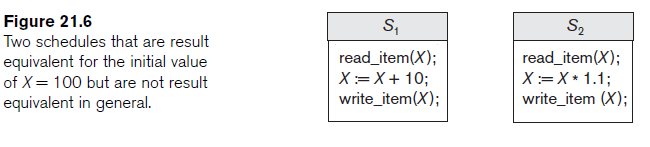 Figure 21.6
Two schedules that are result
equivalent for the initial value
of X = 100 but are not result
equivalent in general.
S₁
read_item(X);
X := X + 10;
write_item(X);
S₂
read_item(X);
X := X * 1.1;
write_item (X);